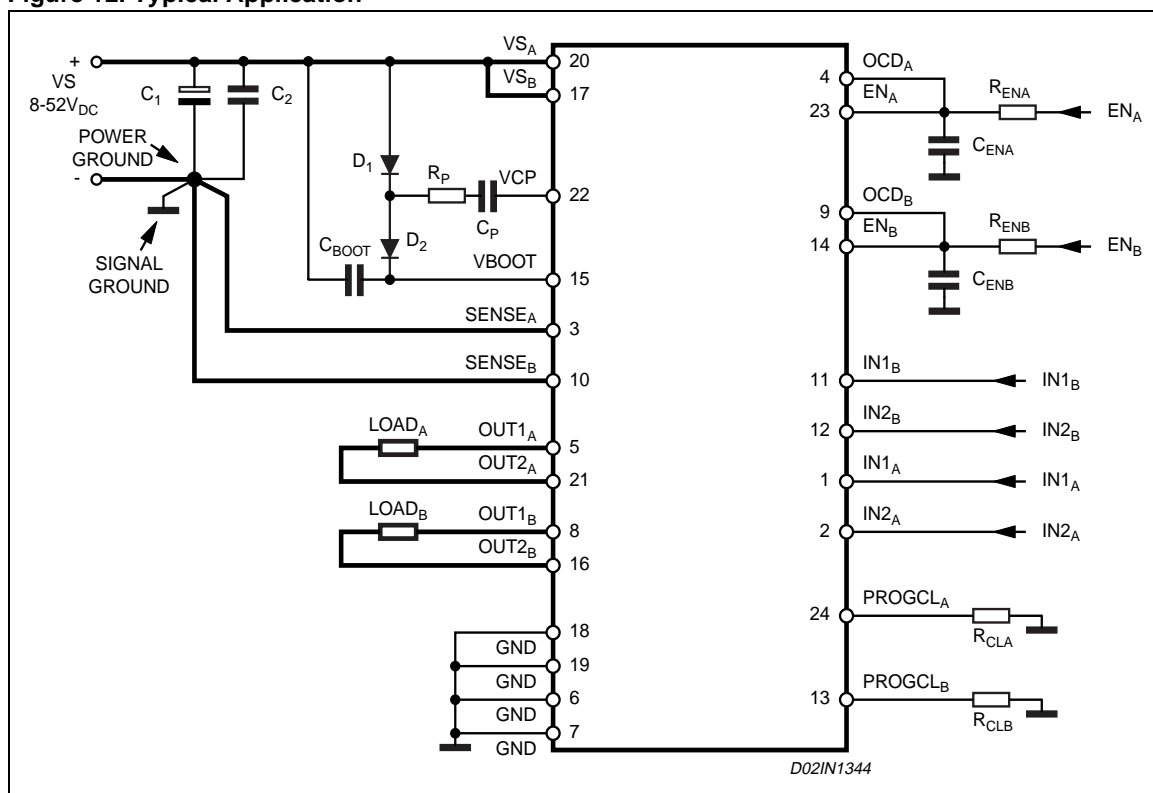 Figure 12. Typical Application
+
VS
8-52VDC
-
POWER
GROUND
SIGNAL
GROUND
C1
C2
D1
RP
CP
D2
CBOOT
VSA
20
VSB
17
VCP
22
VBOOT
15
SENSEA
3
SENSEB
10
LOADA
OUT1A
5
OUT2A
21
LOADB
OUT1B
8
OUT2B
16
18
GND
19
GND
6
GND
7
GND
4
OCDA
23
ENA
RENA
ENA
CENA
9
OCDB
14
ENB
RENB
ENB
CENB
11
IN1B
IN1B
12
IN2B
IN2B
1
IN1A
IN1A
2
IN2A
IN2A
24
PROGCLA
RCLA
13
PROGCLB
RCLB
D02IN1344